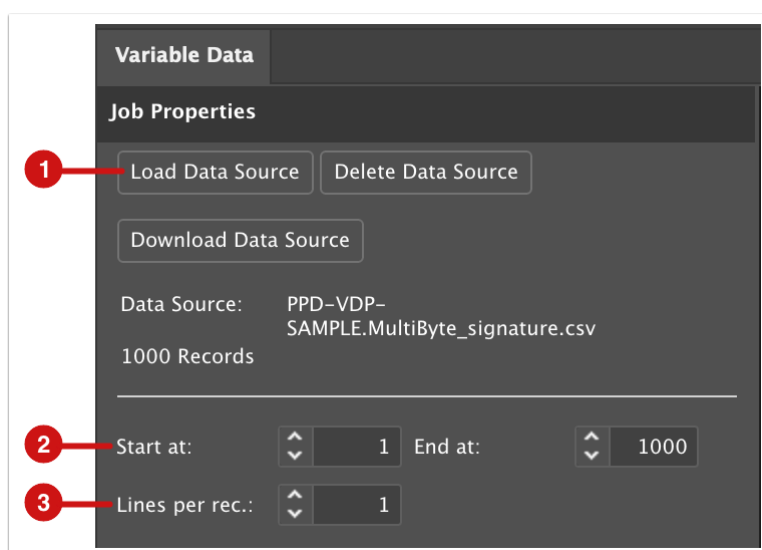 Variable Data
Job Properties
1 Load Data Source Delete Data Source
Download Data Source
Data Source: PPD-VDP-
SAMPLE.MultiByte_signature.csv
1000 Records
2 Start at: 1 End at: 1000
3 Lines per rec.: 1